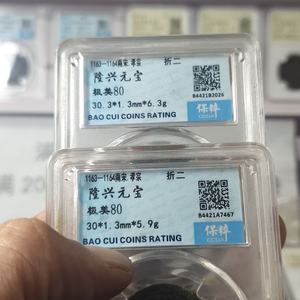 1163-1164南宋 孝宗 折二
隆兴元宝
极美80
30.3*1.3mm*6.3g
BAO CUI COINS RATING
保粹
CCIA
B4421B2026
1163-1164南宋 孝宗 折二
隆兴元宝
极美80
30*1.3mm*5.9g
BAO CUI COINS RATING
保粹
B4421A7467